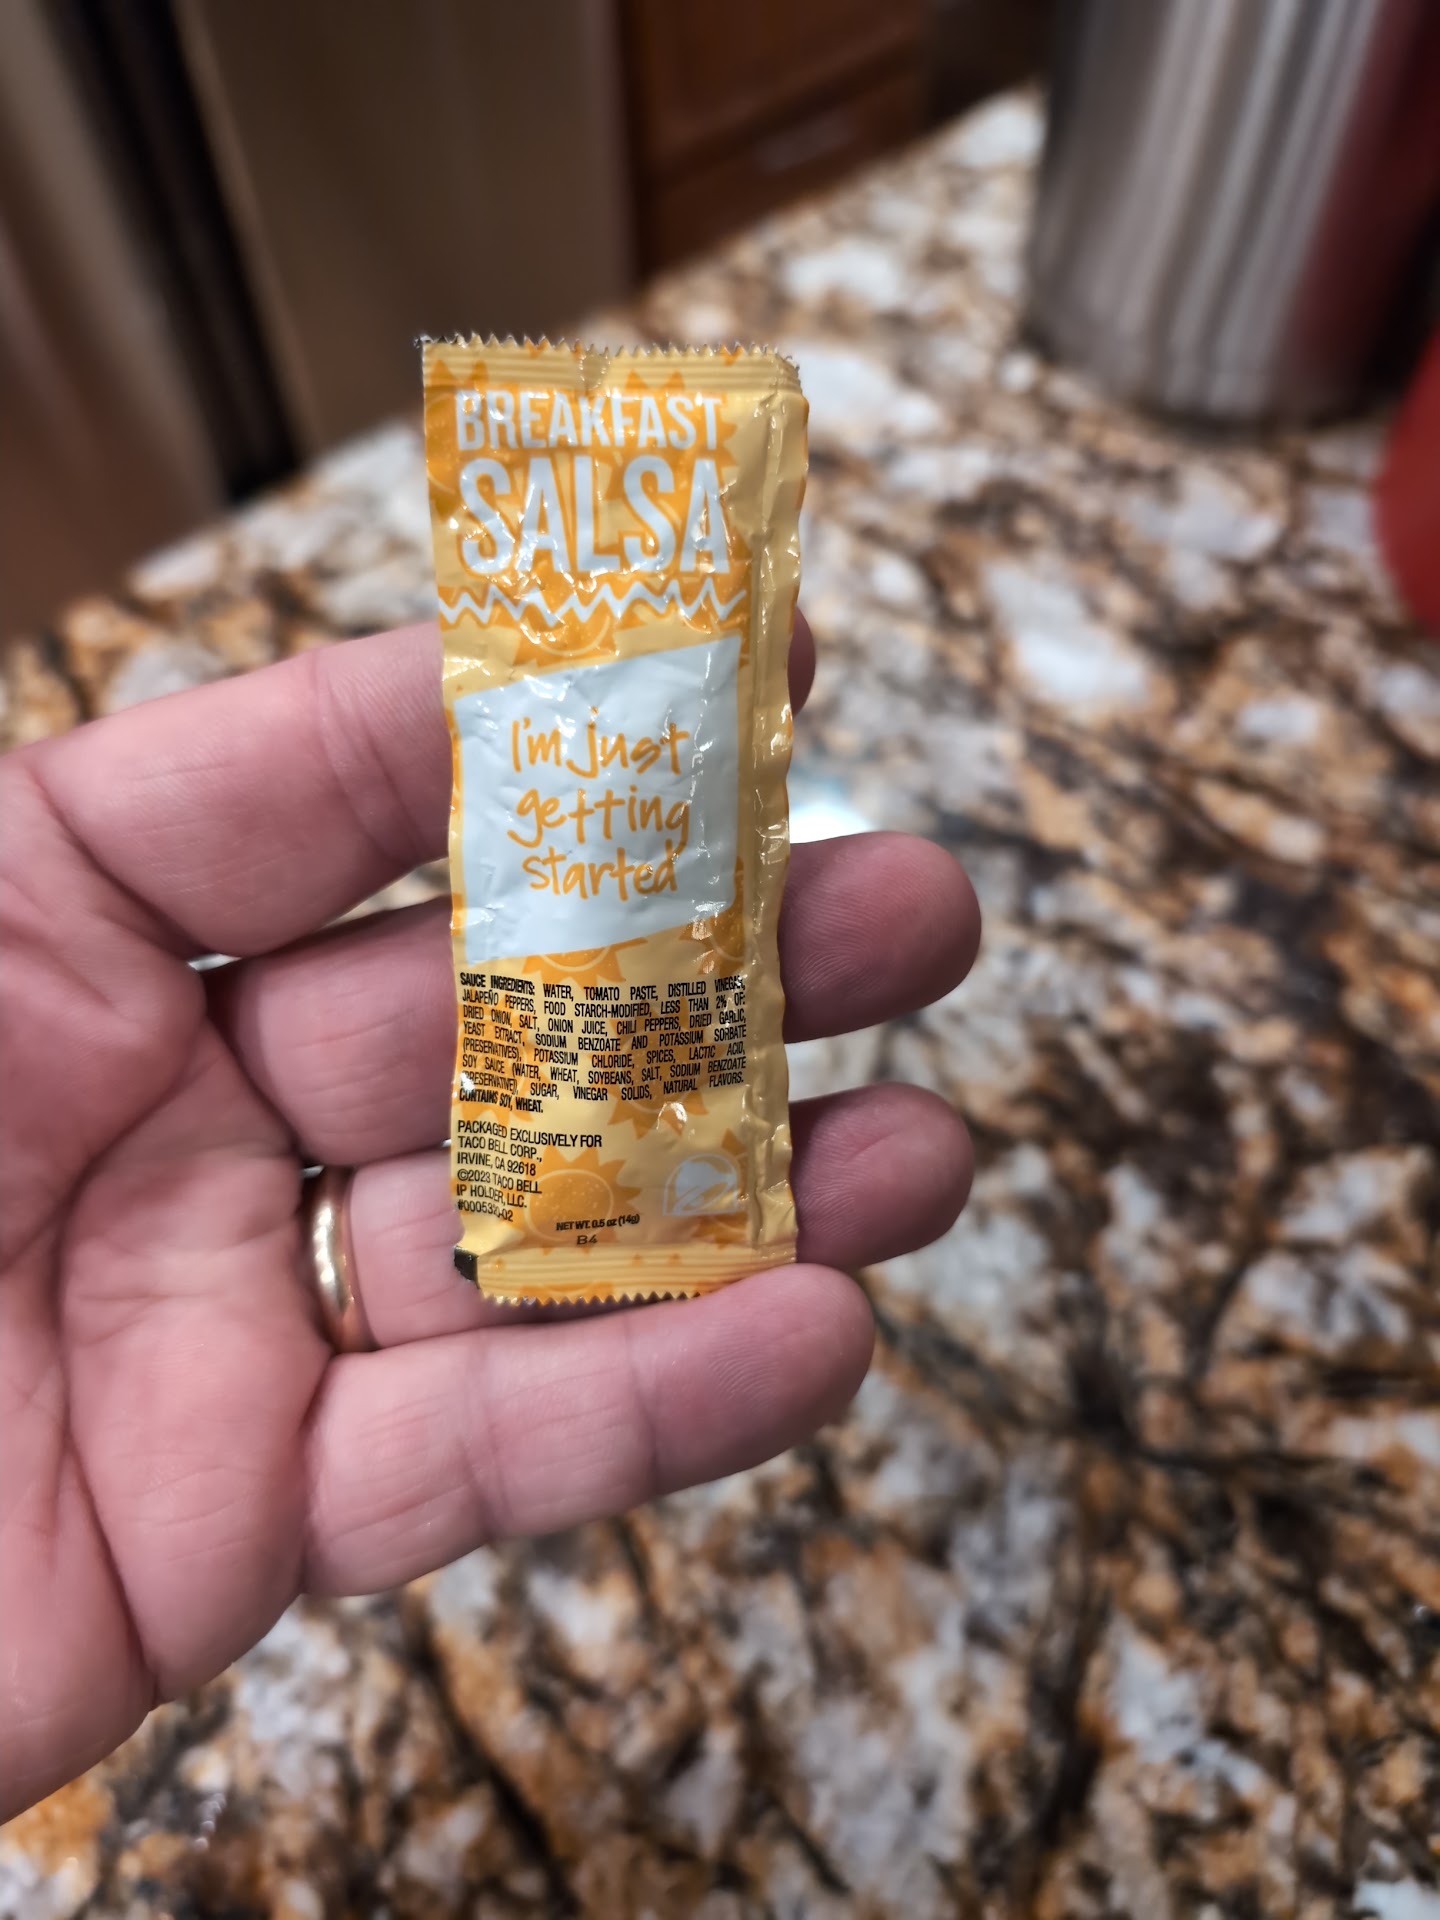 BREAKFAST
SALSA
I'm just
getting
started
SAUCE INGREDIENTS: WATER, TOMATO PASTE, DISTILLED VINEGAR,
JALAPEÑO PEPPERS, FOOD STARCH-MODIFIED, LESS THAN 2% OF:
DRIED ONION, SALT, ONION JUICE, CHILI PEPPERS, DRIED GARLIC,
YEAST EXTRACT, SODIUM BENZOATE AND POTASSIUM SORBATE
(PRESERVATIVES), POTASSIUM CHLORIDE, SPICES, LACTIC ACID,
SOY SAUCE (WATER, WHEAT, SOYBEANS, SALT, SODIUM BENZOATE
(PRESERVATIVE) SUGAR, VINEGAR SOLIDS, NATURAL FLAVORS.
CONTAINS SOY, WHEAT.
PACKAGED EXCLUSIVELY FOR
TACO BELL CORP.,
IRVINE, CA 92618
©2023 TACO BELL
IP HOLDER, LLC.
NET WT. 0.5 oz (14g)
B4